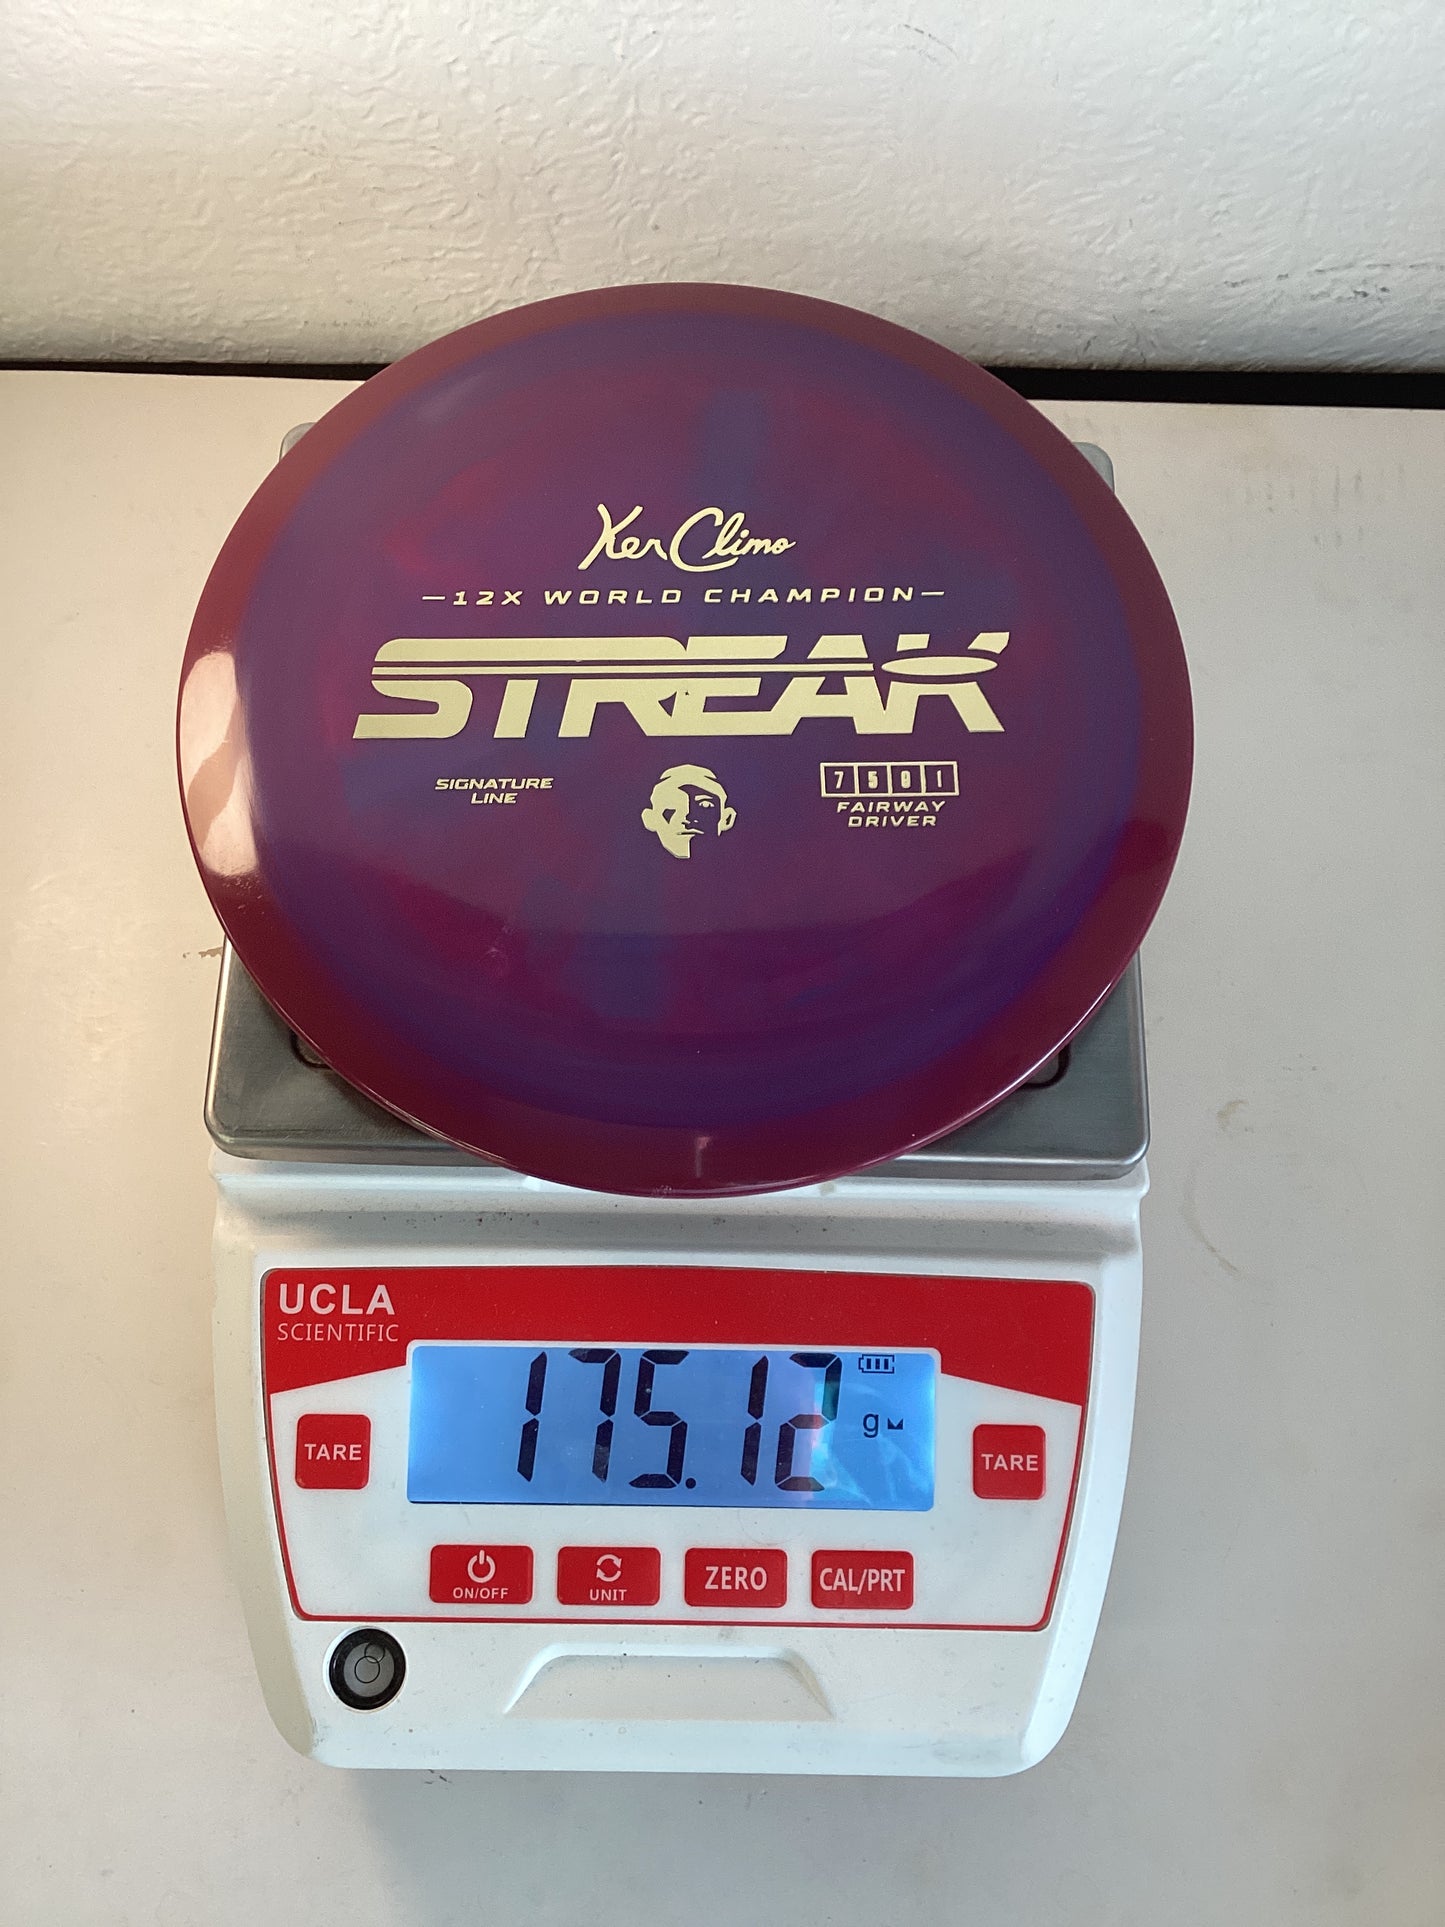 Ken Climo
-12X WORLD CHAMPION-
STREAK
SIGNATURE
LINE
7 5 0 1
FAIRWAY
DRIVER
UCLA
SCIENTIFIC
175.12
g
TARE
TARE
ON/OFF
UNIT
ZERO
CAL/PRT